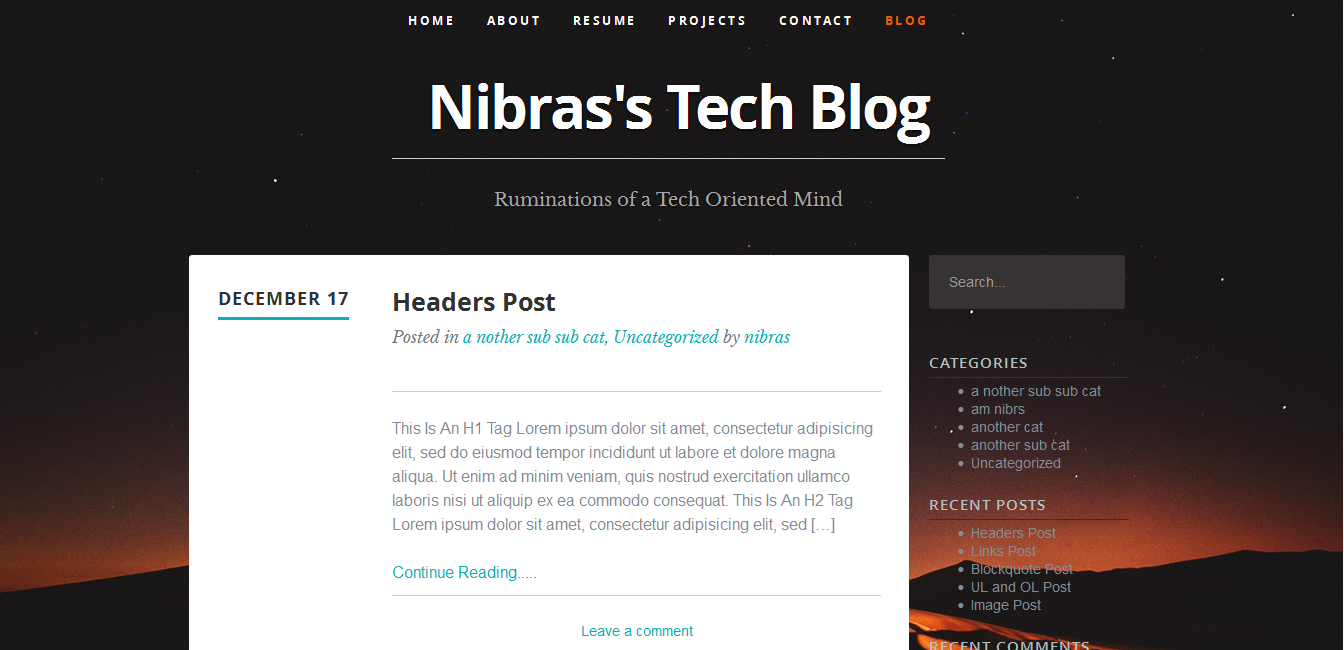 HOME ABOUT RESUME PROJECTS CONTACT BLOG
Nibras's Tech Blog
Ruminations of a Tech Oriented Mind
DECEMBER 17
Headers Post
Posted in a nother sub sub cat, Uncategorized by nibras
This Is An H1 Tag Lorem ipsum dolor sit amet, consectetur adipisicing
elit, sed do eiusmod tempor incididunt ut labore et dolore magna
aliqua. Ut enim ad minim veniam, quis nostrud exercitation ullamco
laboris nisi ut aliquip ex ea commodo consequat. This Is An H2 Tag
Lorem ipsum dolor sit amet, consectetur adipisicing elit, sed […]
Continue Reading.....
Leave a comment
Search...
CATEGORIES
a nother sub sub cat
am nibrs
another cat
another sub cat
Uncategorized
RECENT POSTS
Headers Post
Links Post
Blockquote Post
UL and OL Post
Image Post
RECENT COMMENTS